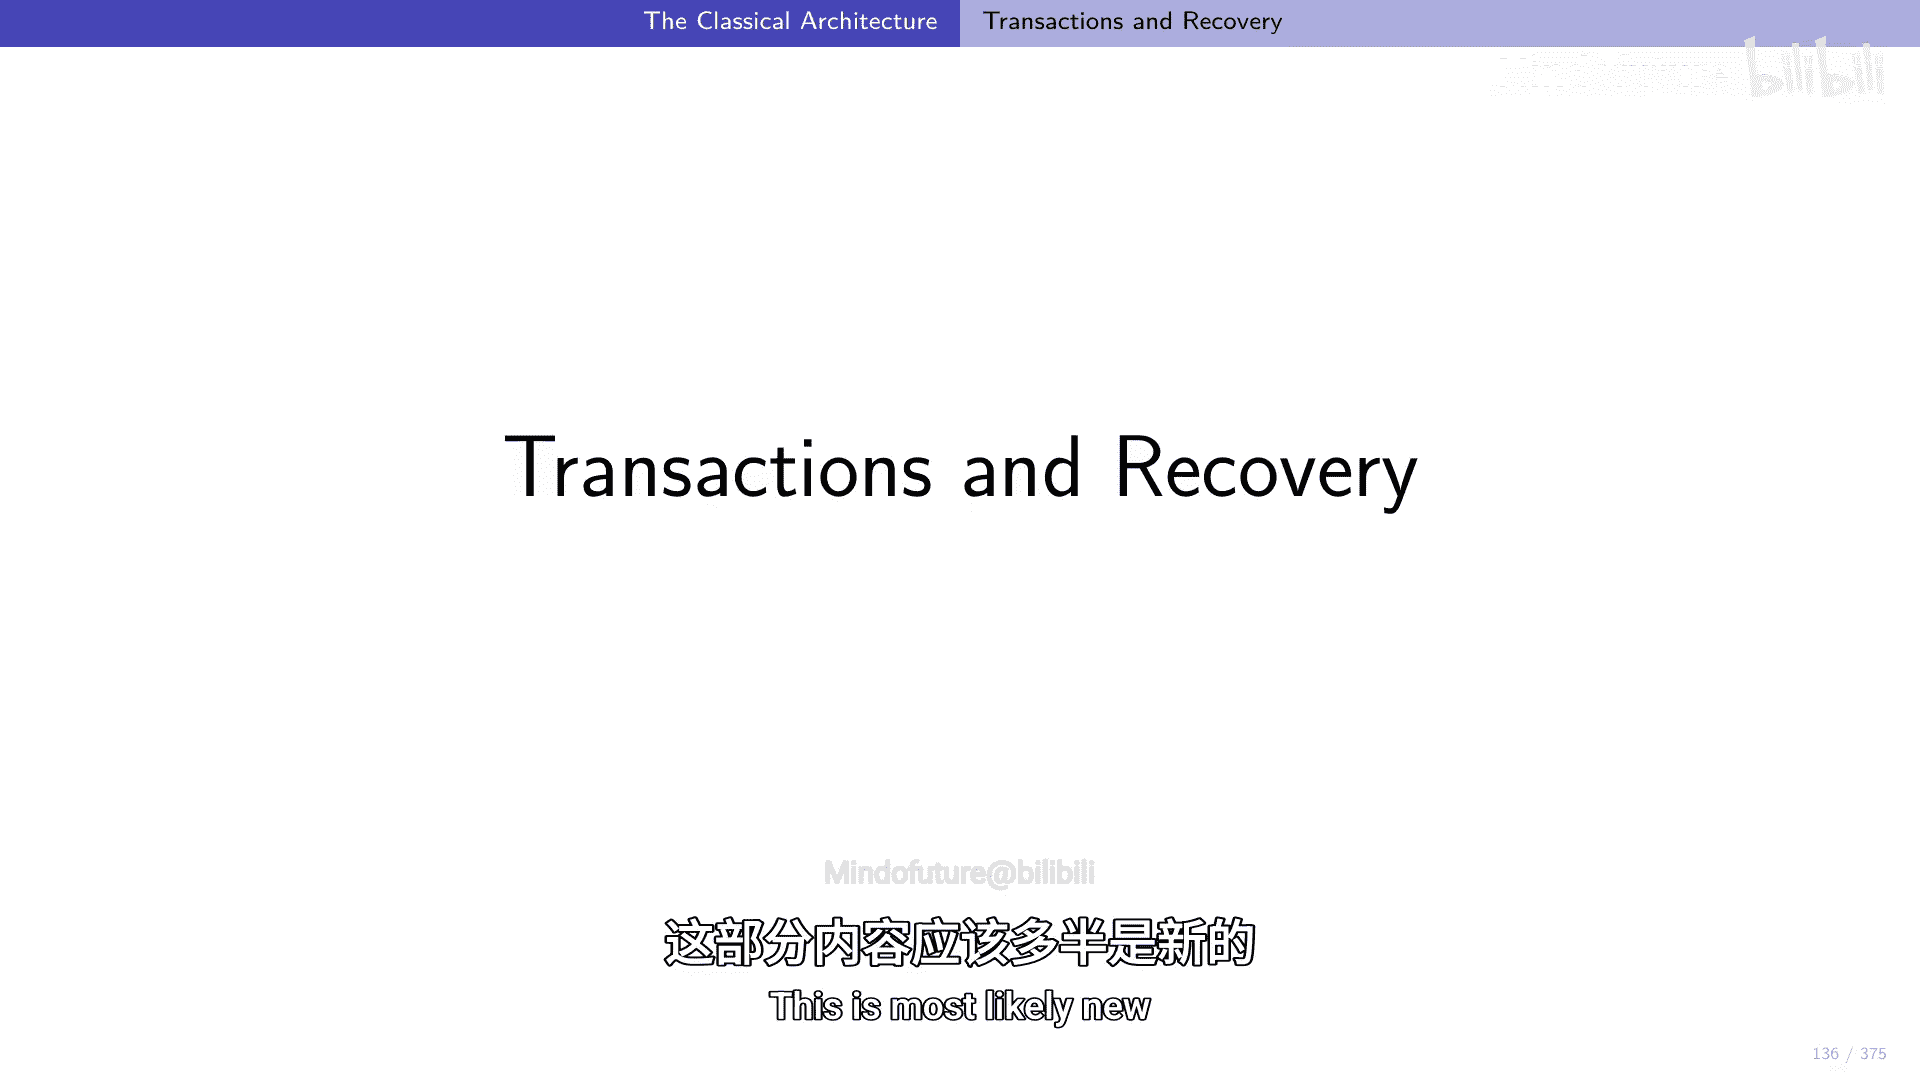 The Classical Architecture
Transactions and Recovery
bilibili
Transactions and Recovery
Mindofuture@bilibili
这部分内容应该多半是新的
This is most likely new
136 / 375